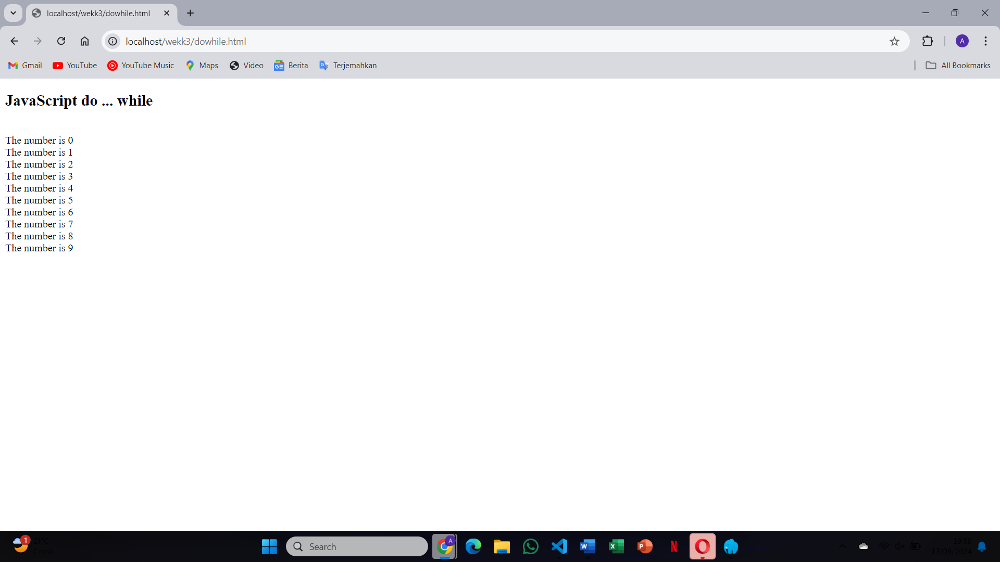 localhost/wekk3/dowhile.html
localhost/wekk3/dowhile.html
A
Gmail
YouTube
YouTube Music
Maps
Video
Berita
Terjemahkan
All Bookmarks
JavaScript do ... while
The number is 0
The number is 1
The number is 2
The number is 3
The number is 4
The number is 5
The number is 6
The number is 7
The number is 8
The number is 9
1
21°C
Cerah
Search
A
19:58
17/09/2024